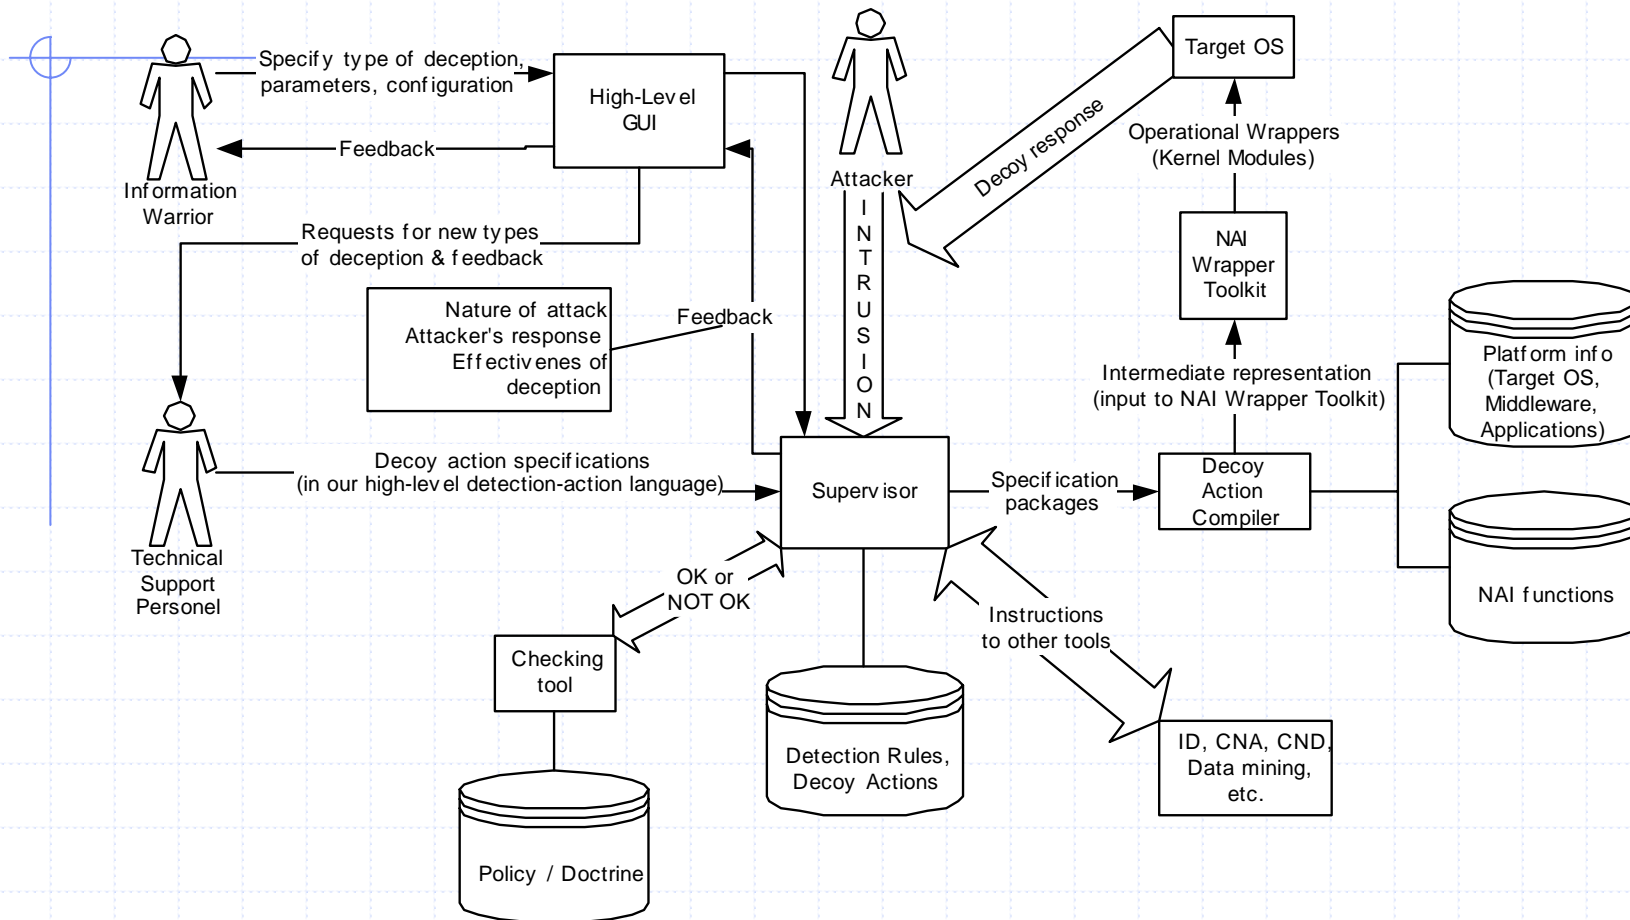 Specify type of deception,
parameters, configuration
High-Level
GUI
Target OS
Feedback
Information
Warrior
Attacker
Decoy response
Operational Wrappers
(Kernel Modules)
INTRUSION
NAI
Wrapper
Toolkit
Requests for new types
of deception & feedback
Nature of attack
Attacker's response
Effectivenes of
deception
Feedback
Platform info
(Target OS,
Middleware,
Applications)
Intermediate representation
(input to NAI Wrapper Toolkit)
Decoy action specifications
(in our high-level detection-action language)
Supervisor
Specification
packages
Decoy
Action
Compiler
Technical
Support
Personel
OK or
NOT OK
Instructions
to other tools
NAI functions
Checking
tool
Detection Rules,
Decoy Actions
ID, CNA, CND,
Data mining,
etc.
Policy / Doctrine